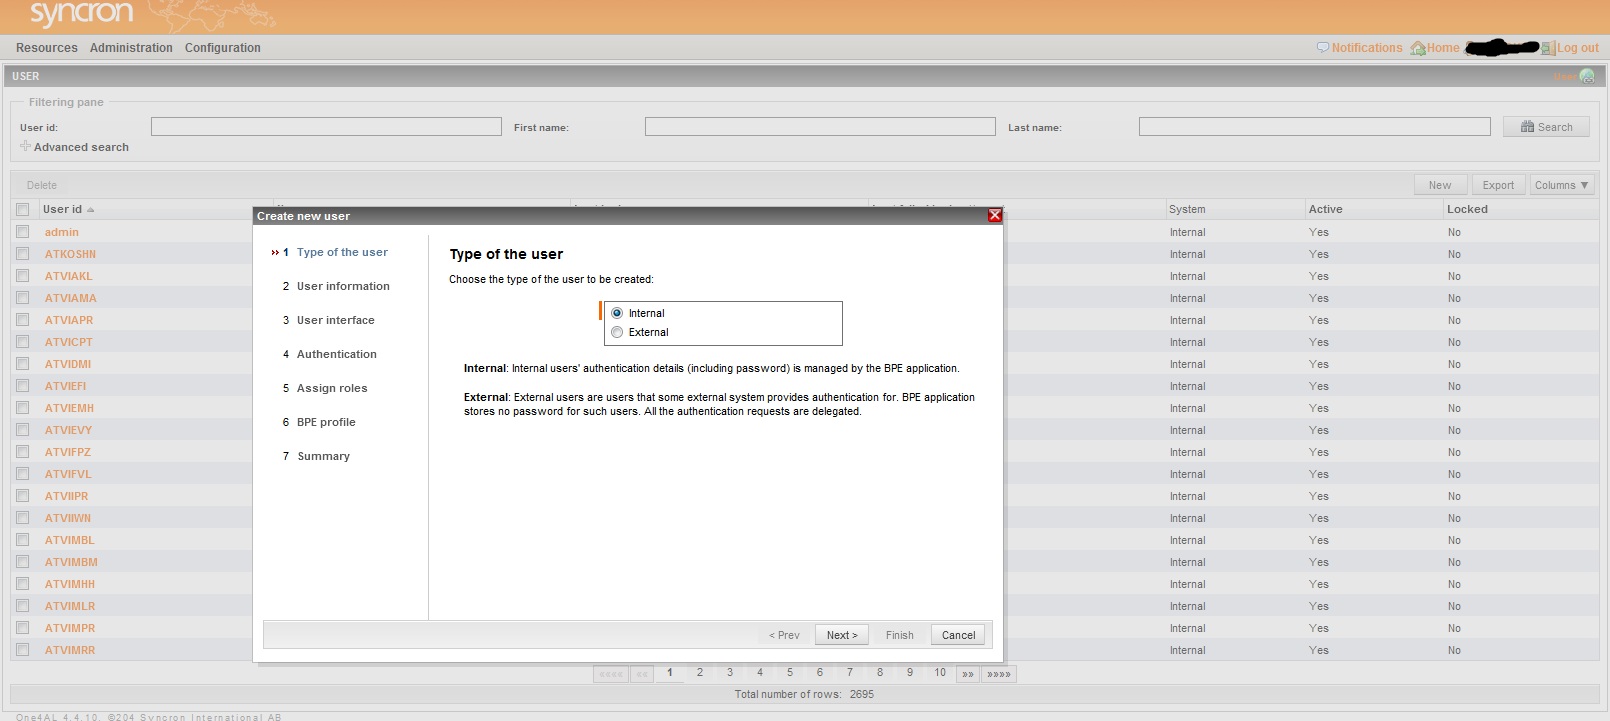 syncron
Resources Administration Configuration
Notifications Home Log out
USER
User
Filtering pane
User id: First name: Last name: Search
Advanced search
Delete New Export Columns ▼
User id System Active Locked
admin Internal Yes No
ATKOSHN Internal Yes No
ATVIAKL Internal Yes No
ATVIAMA Internal Yes No
ATVIAPR Internal Yes No
ATVICPT Internal Yes No
ATVIDMI Internal Yes No
ATVIEFI Internal Yes No
ATVIEMH Internal Yes No
ATVIEVY Internal Yes No
ATVIFPZ Internal Yes No
ATVIFVL Internal Yes No
ATVIIPR Internal Yes No
ATVIIWN Internal Yes No
ATVIMBL Internal Yes No
ATVIMBM Internal Yes No
ATVIMHH Internal Yes No
ATVIMLR Internal Yes No
ATVIMPR Internal Yes No
ATVIMRR Internal Yes No
Create new user
1 Type of the user
2 User information
3 User interface
4 Authentication
5 Assign roles
6 BPE profile
7 Summary
Type of the user
Choose the type of the user to be created:
Internal
External
Internal: Internal users' authentication details (including password) is managed by the BPE application.
External: External users are users that some external system provides authentication for. BPE application
stores no password for such users. All the authentication requests are delegated.
< Prev Next > Finish Cancel
«« « 1 2 3 4 5 6 7 8 9 10 »» »»»»
Total number of rows: 2695
One4AL 4.4.10, ©204 Syncron International AB